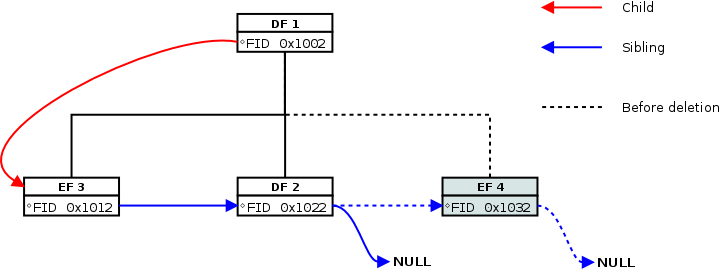 DF 1
FID 0x1002
Child
Sibling
Before deletion
EF 3
FID 0x1012
DF 2
FID 0x1022
EF 4
FID 0x1032
NULL
NULL